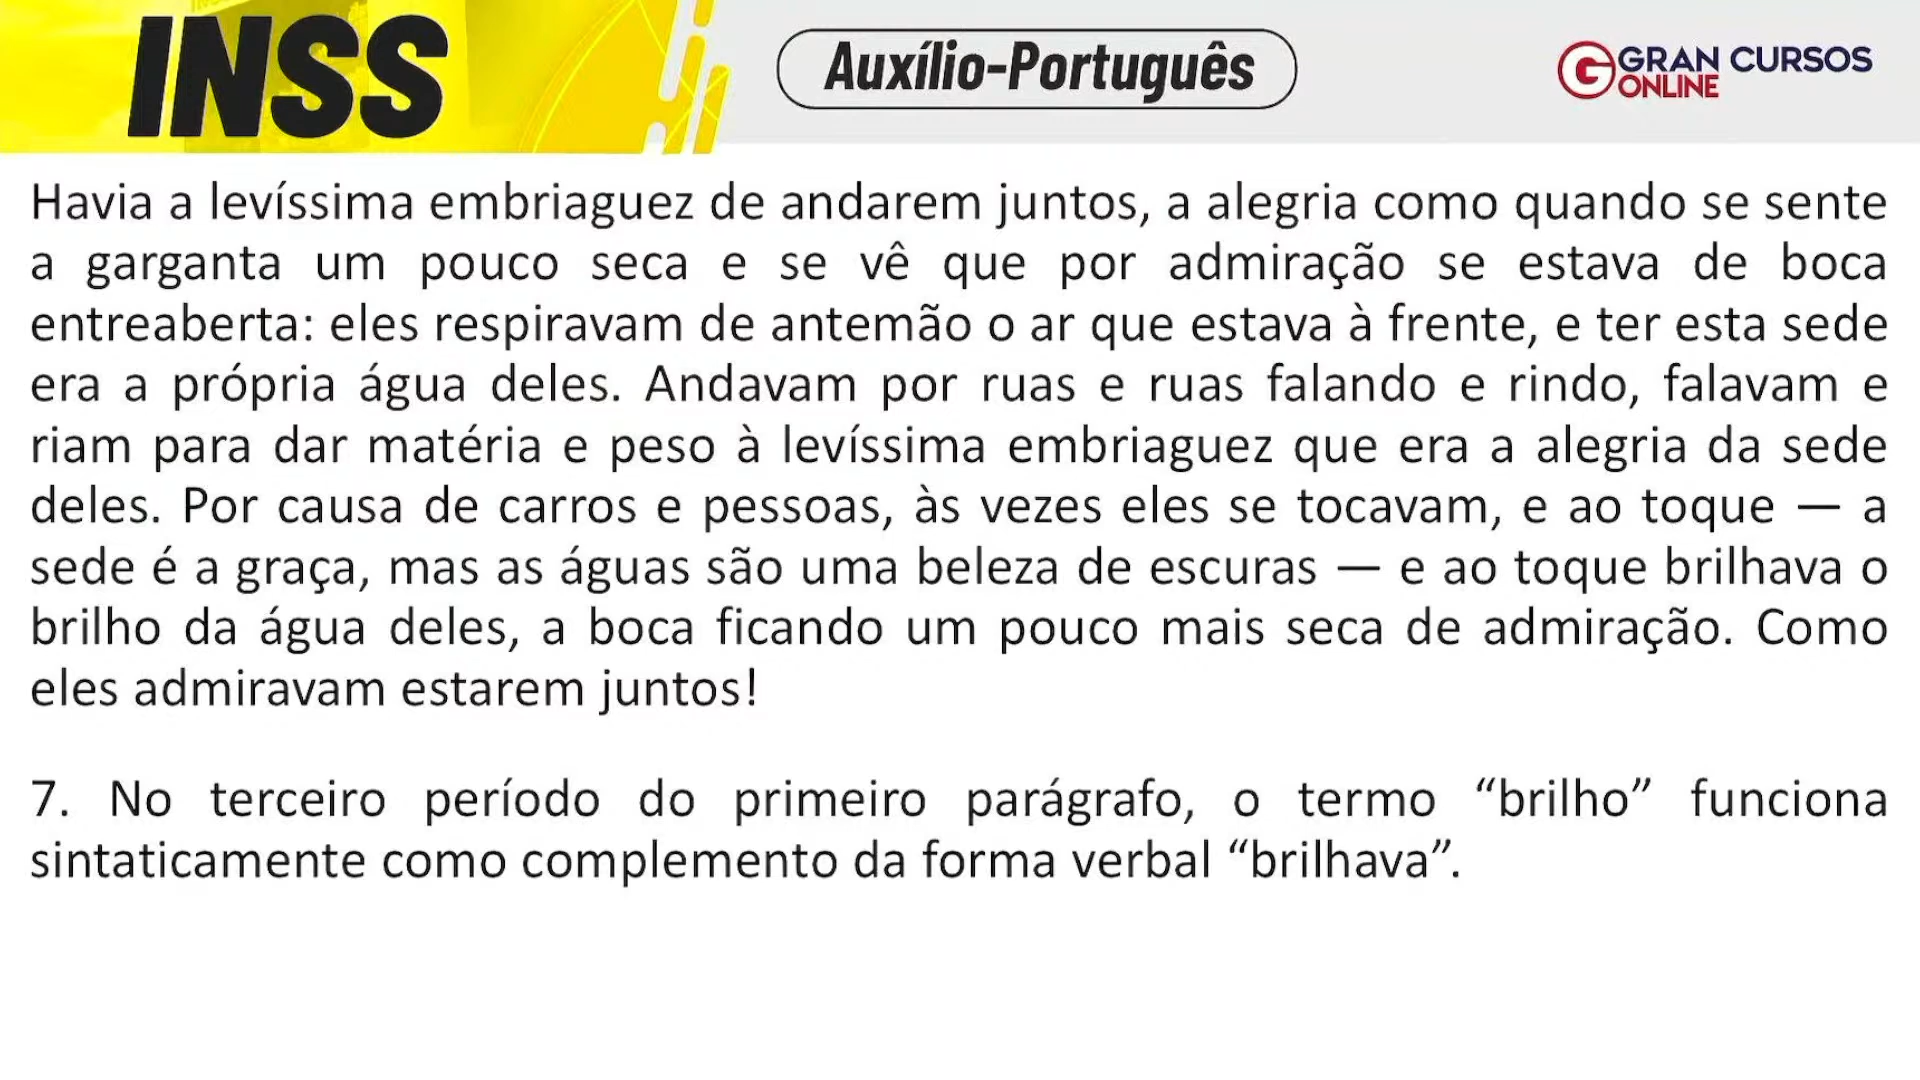 INSS
Auxílio-Português
GRAN CURSOS
ONLINE
Havia a levíssima embriaguez de andarem juntos, a alegria como quando se sente
a garganta um pouco seca e se vê que por admiração se estava de boca
entreaberta: eles respiravam de antemão o ar que estava à frente, e ter esta sede
era a própria água deles. Andavam por ruas e ruas falando e rindo, falavam e
riam para dar matéria e peso à levíssima embriaguez que era a alegria da sede
deles. Por causa de carros e pessoas, às vezes eles se tocavam, e ao toque — a
sede é a graça, mas as águas são uma beleza de escuras — e ao toque brilhava o
brilho da água deles, a boca ficando um pouco mais seca de admiração. Como
eles admiravam estarem juntos!
7. No terceiro período do primeiro parágrafo, o termo “brilho” funciona
sintaticamente como complemento da forma verbal “brilhava”.